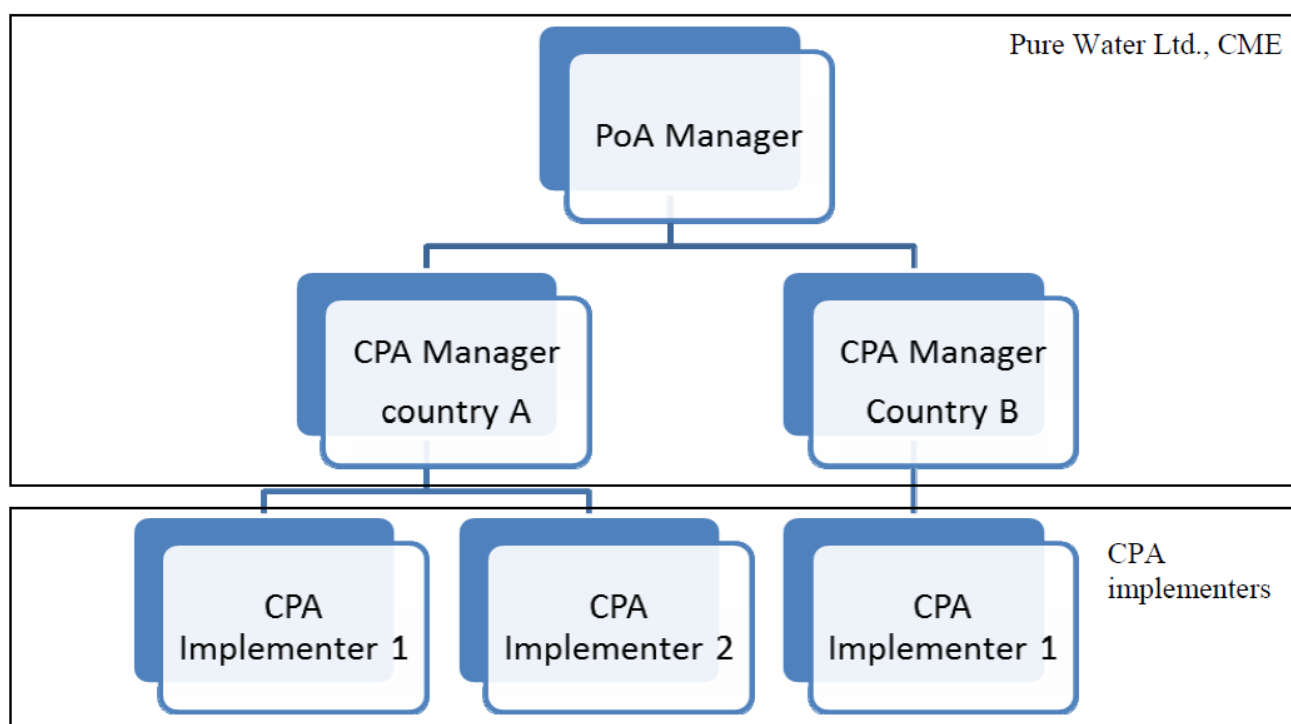 Pure Water Ltd., CME
PoA Manager
CPA Manager
country A
CPA Manager
Country B
CPA
Implementer 1
CPA
Implementer 2
CPA
Implementer 1
CPA
implementers